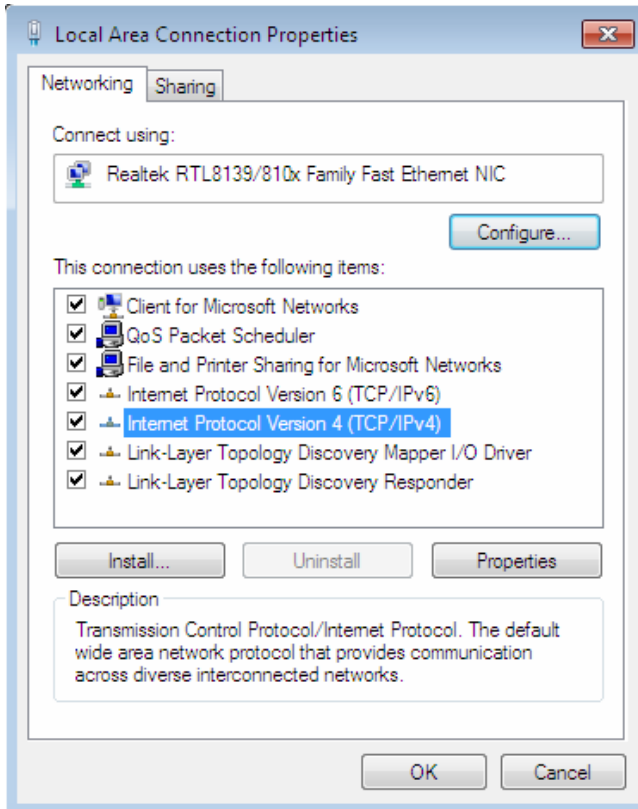 Local Area Connection Properties
Networking
Sharing
Connect using:
Realtek RTL8139/810x Family Fast Ethernet NIC
Configure...
This connection uses the following items:
Client for Microsoft Networks
QoS Packet Scheduler
File and Printer Sharing for Microsoft Networks
Internet Protocol Version 6 (TCP/IPv6)
Internet Protocol Version 4 (TCP/IPv4)
Link-Layer Topology Discovery Mapper I/O Driver
Link-Layer Topology Discovery Responder
Install...
Uninstall
Properties
Description
Transmission Control Protocol/Internet Protocol. The default
wide area network protocol that provides communication
across diverse interconnected networks.
OK
Cancel